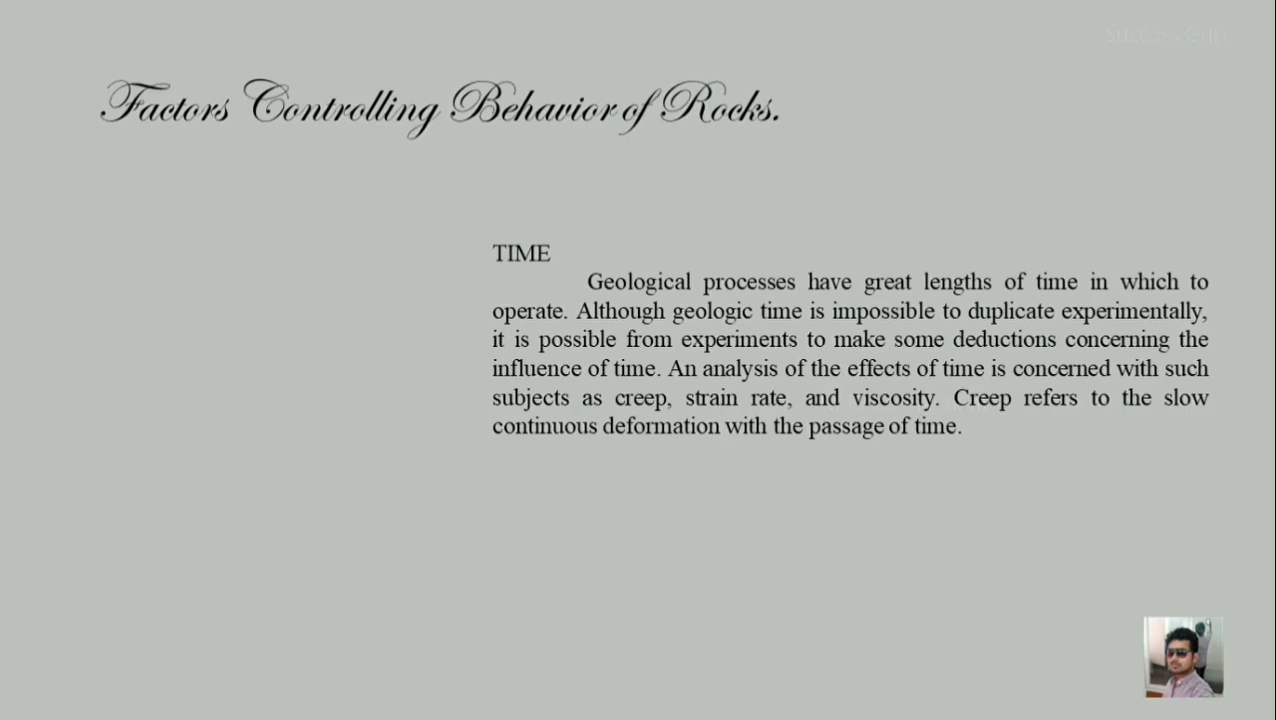 Success Grip
Factors Controlling Behavior of Rocks.
TIME
Geological processes have great lengths of time in which to
operate. Although geologic time is impossible to duplicate experimentally,
it is possible from experiments to make some deductions concerning the
influence of time. An analysis of the effects of time is concerned with such
subjects as creep, strain rate, and viscosity. Creep refers to the slow
continuous deformation with the passage of time.